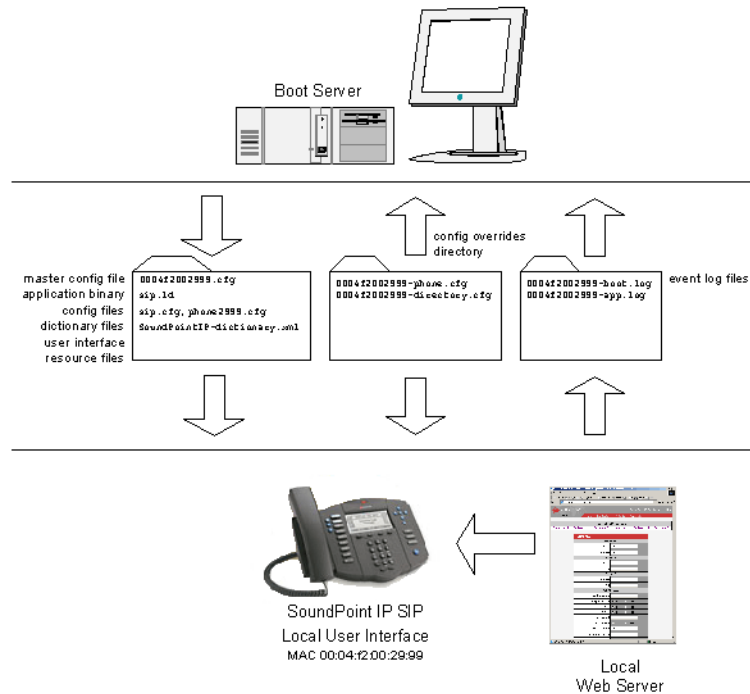 Boot Server
config overrides
directory
master config file
application binary
config files
dictionary files
user interface
resource files
0004f2002999.cfg
sip.ld
sip.cfg, phone2999.cfg
SoundPointIP-dictionary.xml
0004f2002999-phone.cfg
0004f2002999-directory.cfg
0004f2002999-boot.log
0004f2002999-app.log
event log files
SoundPoint IP SIP
Local User Interface
MAC 00:04:f2:00:29:99
Local
Web Server